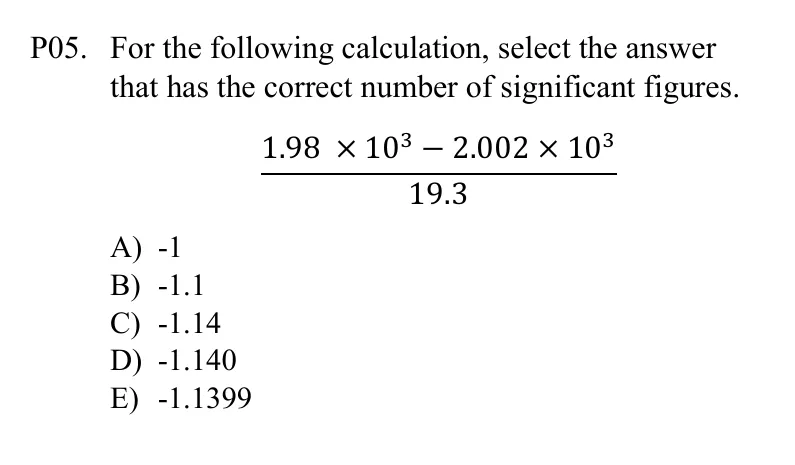 P05. For the following calculation, select the answer
that has the correct number of significant figures.
1.98 × 10³ − 2.002 × 10³
19.3
A) -1
B) -1.1
C) -1.14
D) -1.140
E) -1.1399